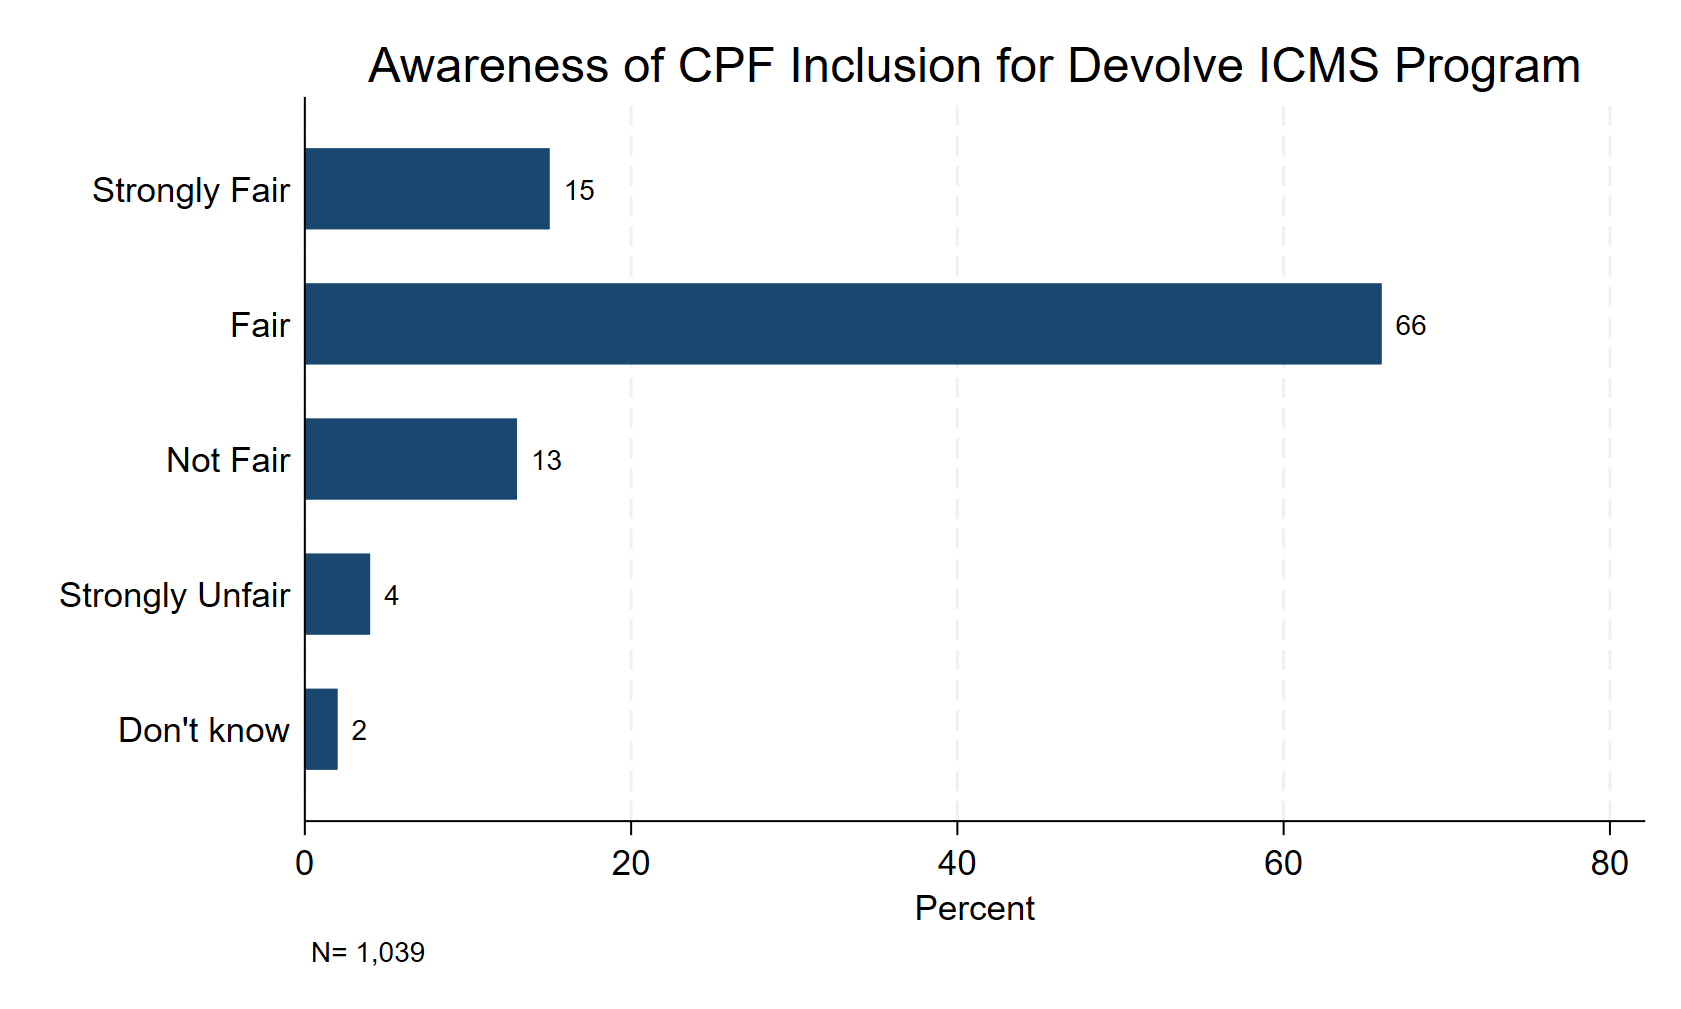 Awareness of CPF Inclusion for Devolve ICMS Program
Strongly Fair 15
Fair 66
Not Fair 13
Strongly Unfair 4
Don't know 2
0 20 40 60 80
Percent
N= 1,039